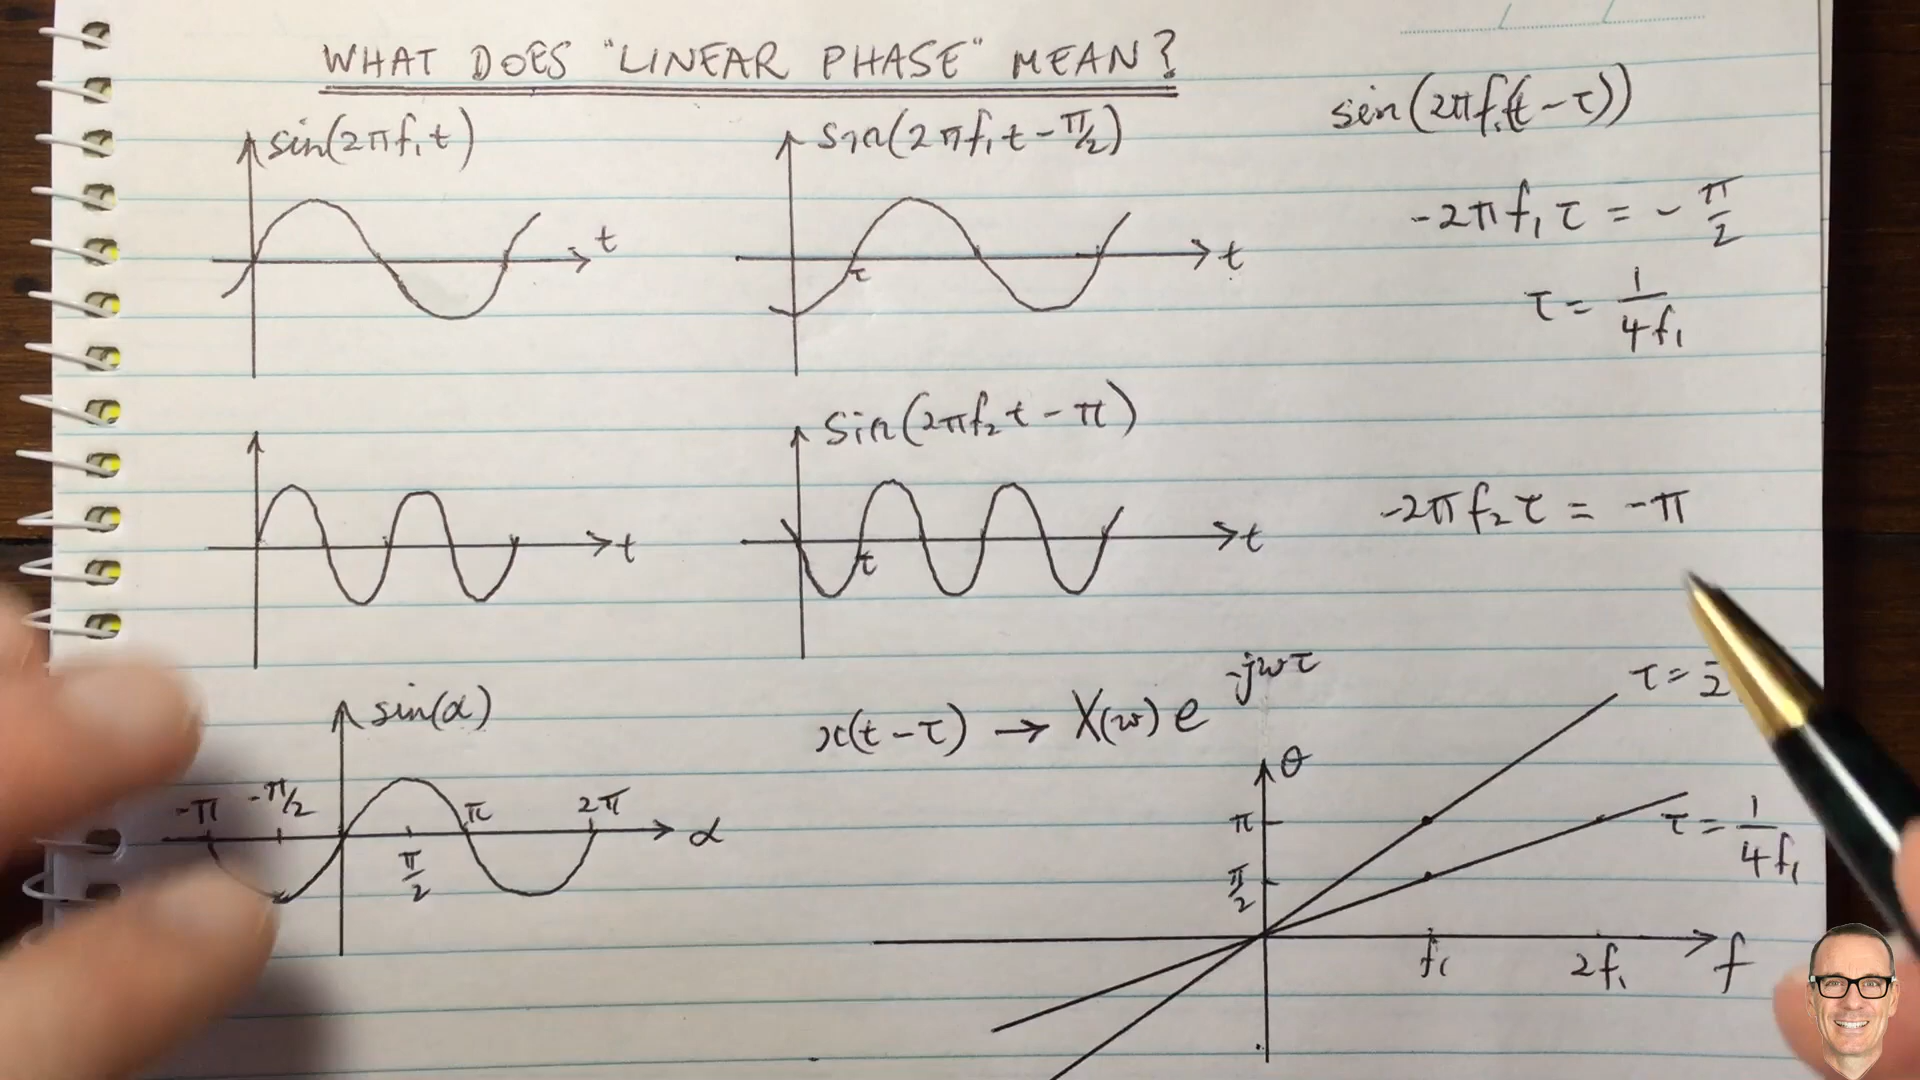 WHAT DOES "LINEAR PHASE" MEAN?
sin(2πf₁t)
sin(2πf₁t - π/2)
sin(2πf₁(t - τ))
t
τ
t
-2πf₁τ = - π/2
τ = 1/4f₁
sin(2πf₂t - π)
t
τ
t
-2πf₂τ = -π
sin(α)
-π
-π/2
π/2
π
2π
α
x(t - τ) → X(ω) e^-jωτ
θ
π
π/2
τ =
τ = 1/4f₁
f₁
2f₁
f